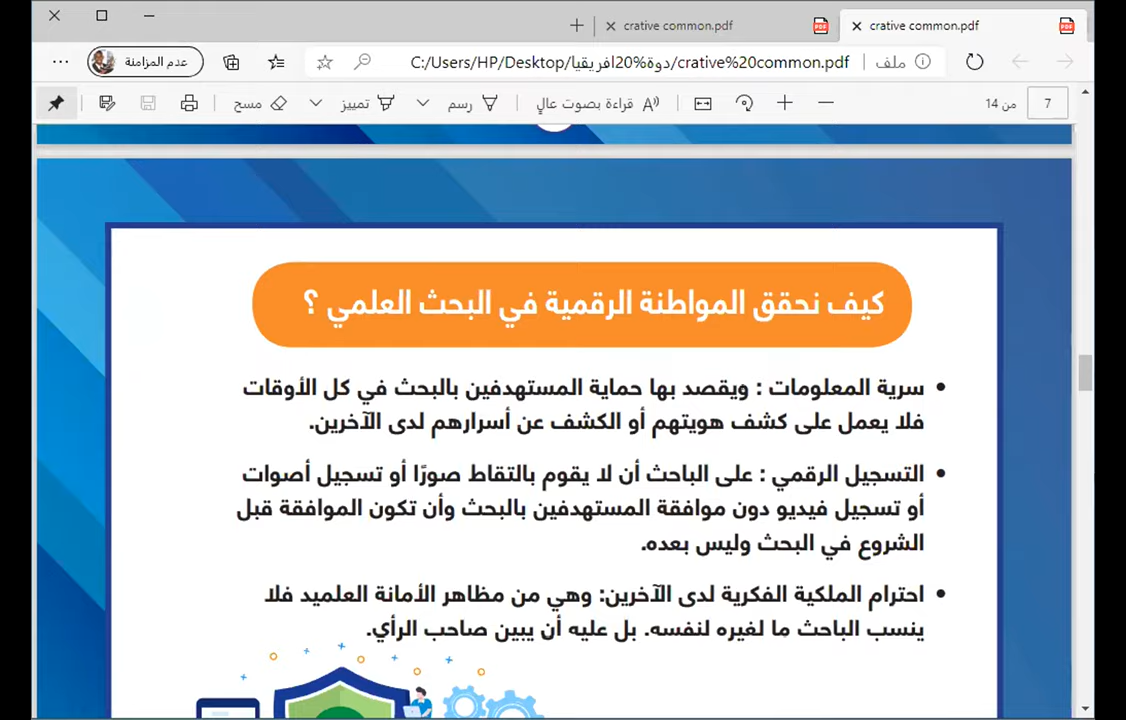 crative common.pdf
crative common.pdf
عدم المزامنة
C:/Users/HP/Desktop/دوة%20افريقيا/crative%20common.pdf
ملف
مسح
تمييز
رسم
قراءة بصوت عالٍ
من 14
7
كيف نحقق المواطنة الرقمية في البحث العلمي ؟
• سرية المعلومات : ويقصد بها حماية المستهدفين بالبحث في كل الأوقات
فلا يعمل على كشف هويتهم أو الكشف عن أسرارهم لدى الآخرين.
• التسجيل الرقمي : على الباحث أن لا يقوم بالتقاط صورًا أو تسجيل أصوات
أو تسجيل فيديو دون موافقة المستهدفين بالبحث وأن تكون الموافقة قبل
الشروع في البحث وليس بعده.
• احترام الملكية الفكرية لدى الآخرين: وهي من مظاهر الأمانة العلميد فلا
ينسب الباحث ما لغيره لنفسه. بل عليه أن يبين صاحب الرأي.